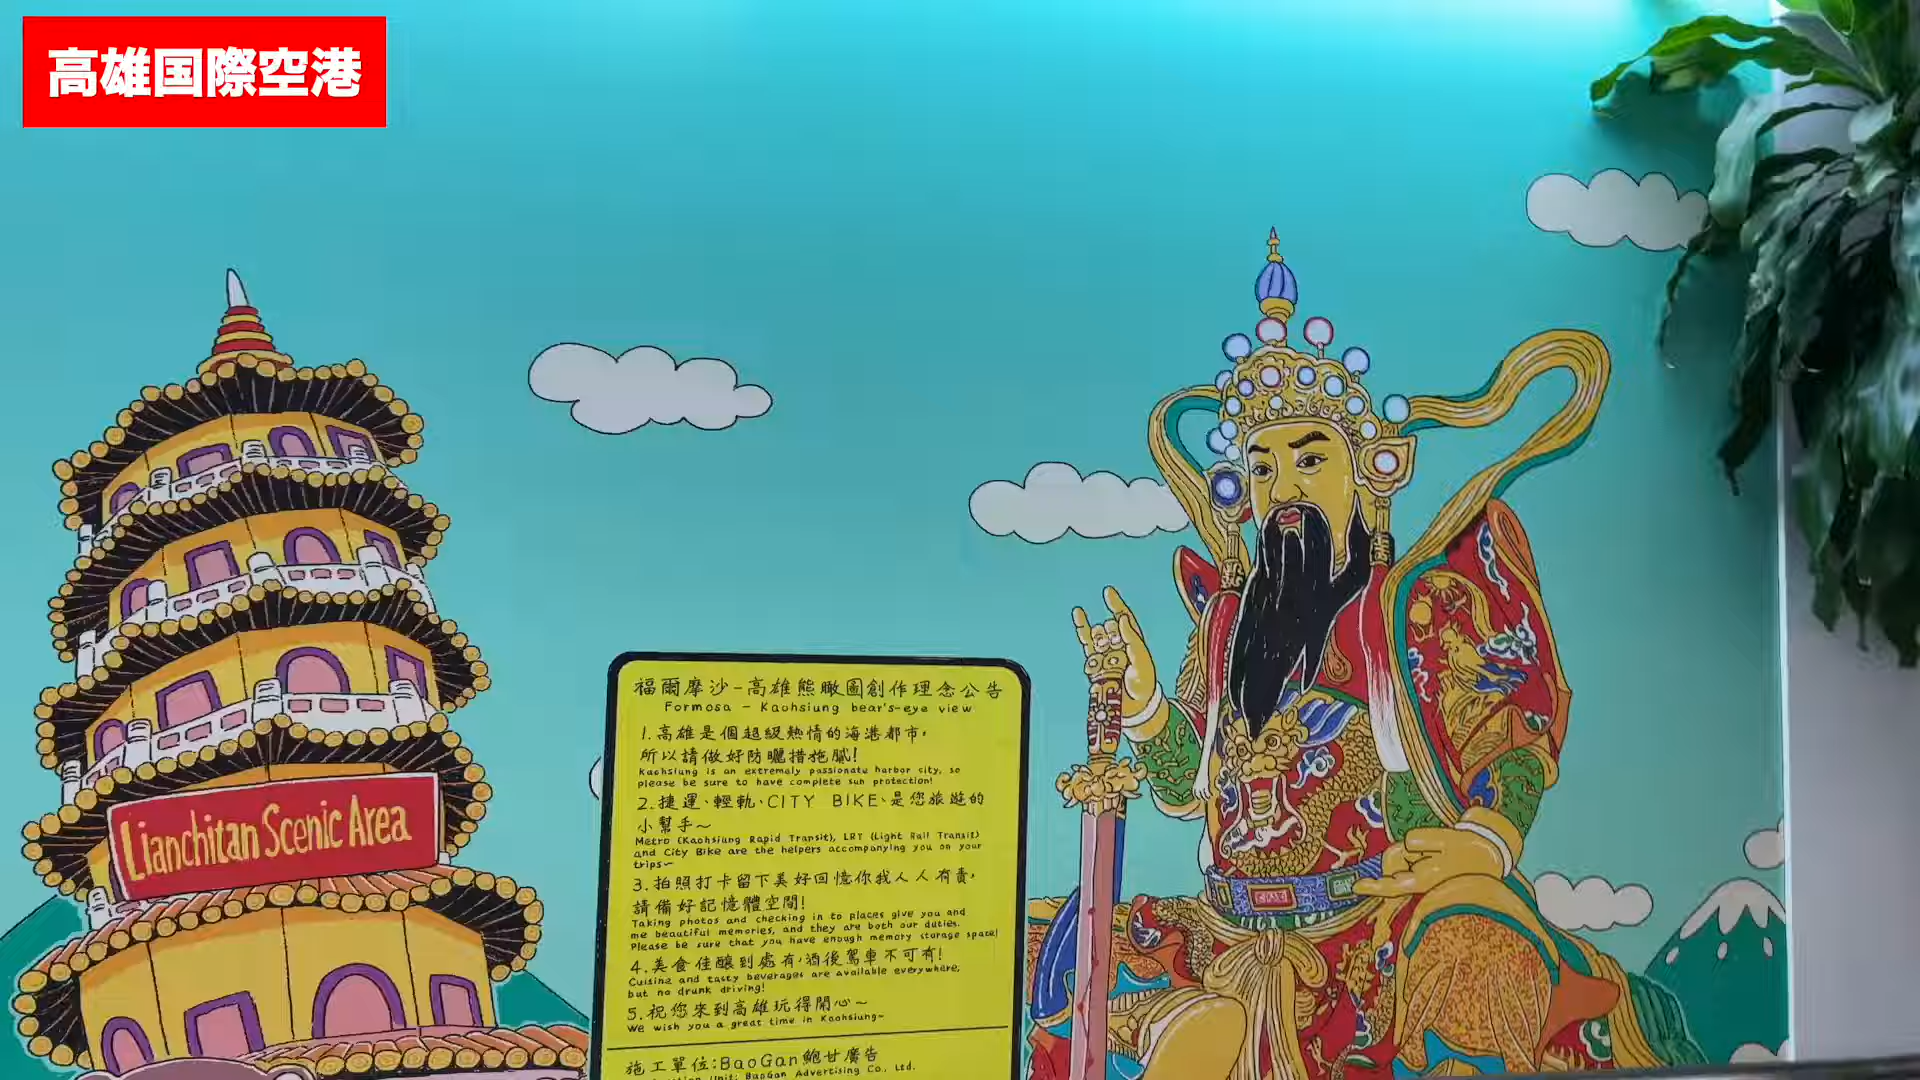 高雄国際空港
Lianchitan Scenic Area
福爾摩沙-高雄熊瞰圖創作理念公告
Formosa - Kaohsiung bear's-eye view
1.高雄是個超級熱情的海港都市,
所以請做好防曬措施膩!
Kaohsiung is an extremely passionate harbor city, so
please be sure to have complete sun protection!
2.捷運、輕軌、CITY BIKE、是您旅遊的
小幫手~
Metro (Kaohsiung Rapid Transit), LRT (Light Rail Transit)
and City Bike are the helpers accompanying you on your
trips~
3.拍照打卡留下美好回憶你我人人有責,
請備好記憶體空間!
Taking photos and checking in to places give you and
me beautiful memories, and they are both our duties.
Please be sure that you have enough memory storage space!
4.美食佳釀到處有,酒後駕車不可有!
Cuisine and tasty beverages are available everywhere,
but no drunk driving!
5.祝您來到高雄玩得開心~
We wish you a great time in Kaohsiung~
施工單位:BaoGan鮑甘廣告
Unit: BaoGan Advertising Co., Ltd.